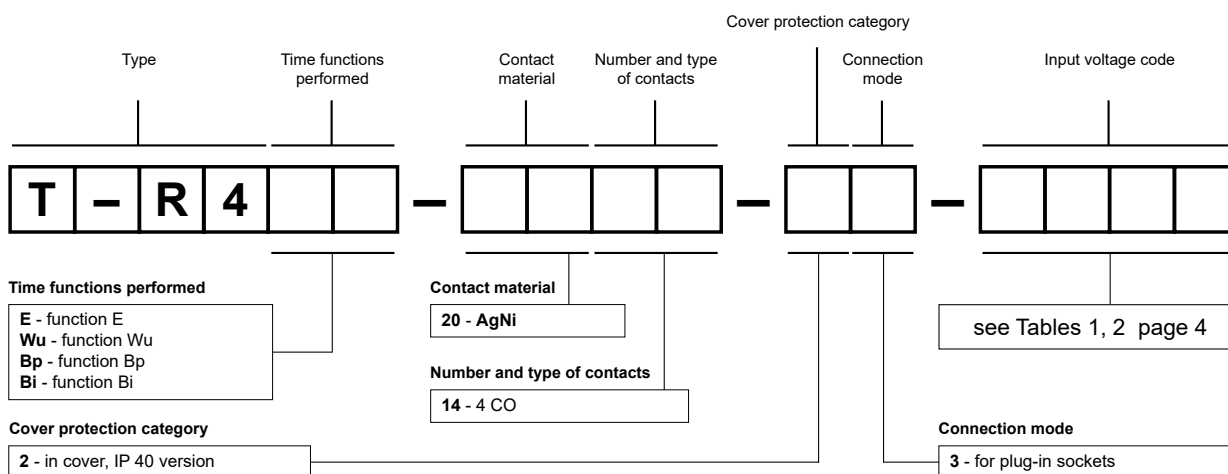 Cover protection category
Type
Time functions
performed
Contact
material
Number and type
of contacts
Connection
mode
Input voltage code
T – R 4 – – –
Time functions performed
E - function E
Wu - function Wu
Bp - function Bp
Bi - function Bi
Contact material
20 - AgNi
see Tables 1, 2 page 4
Number and type of contacts
14 - 4 CO
Cover protection category
2 - in cover, IP 40 version
Connection mode
3 - for plug-in sockets